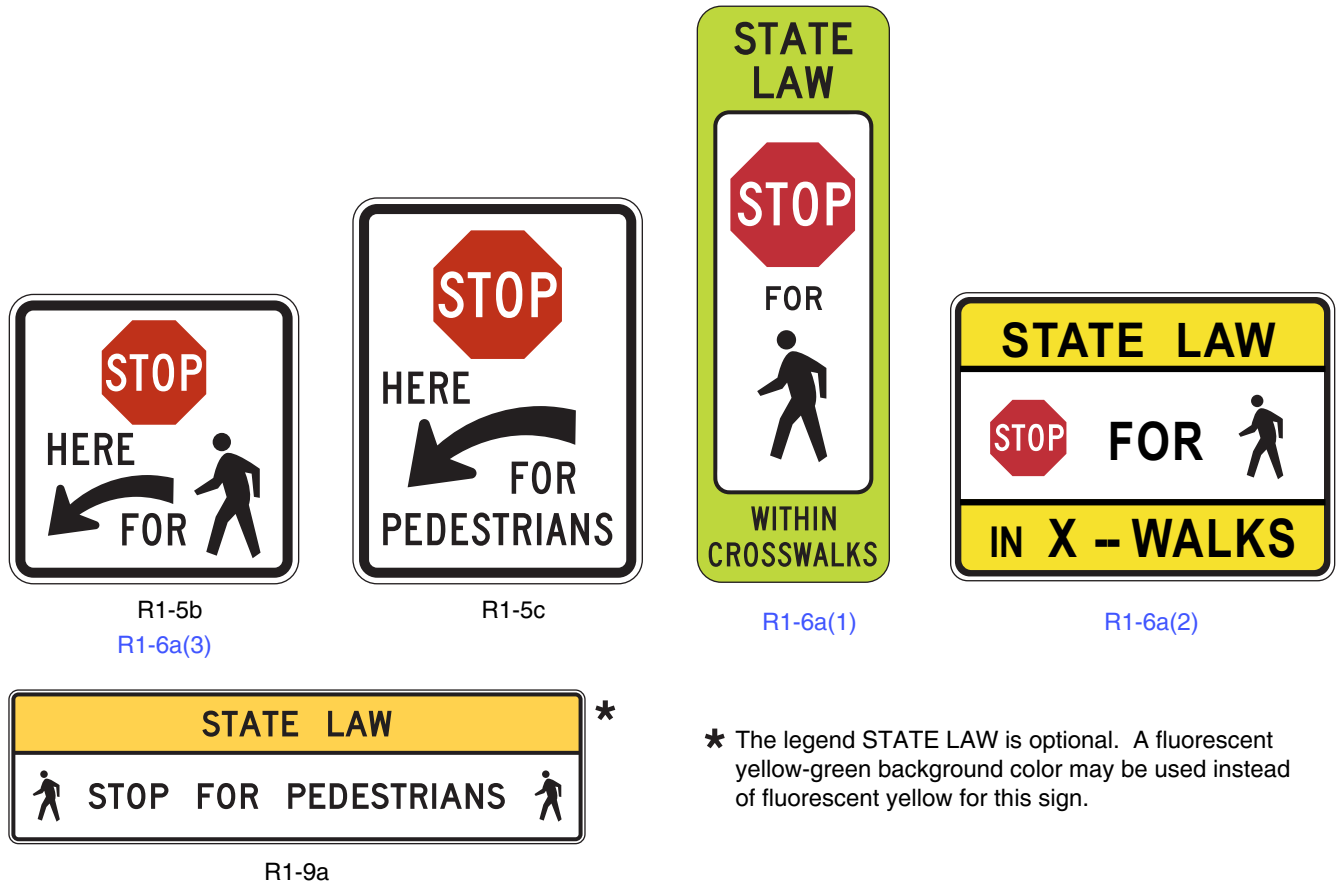 STOP
HERE
FOR
R1-5b
R1-6a(3)
STOP
HERE
FOR
PEDESTRIANS
R1-5c
STATE
LAW
STOP
FOR
WITHIN
CROSSWALKS
R1-6a(1)
STATE LAW
STOP FOR
IN X -- WALKS
R1-6a(2)
STATE LAW *
STOP FOR PEDESTRIANS
R1-9a
* The legend STATE LAW is optional. A fluorescent
yellow-green background color may be used instead
of fluorescent yellow for this sign.